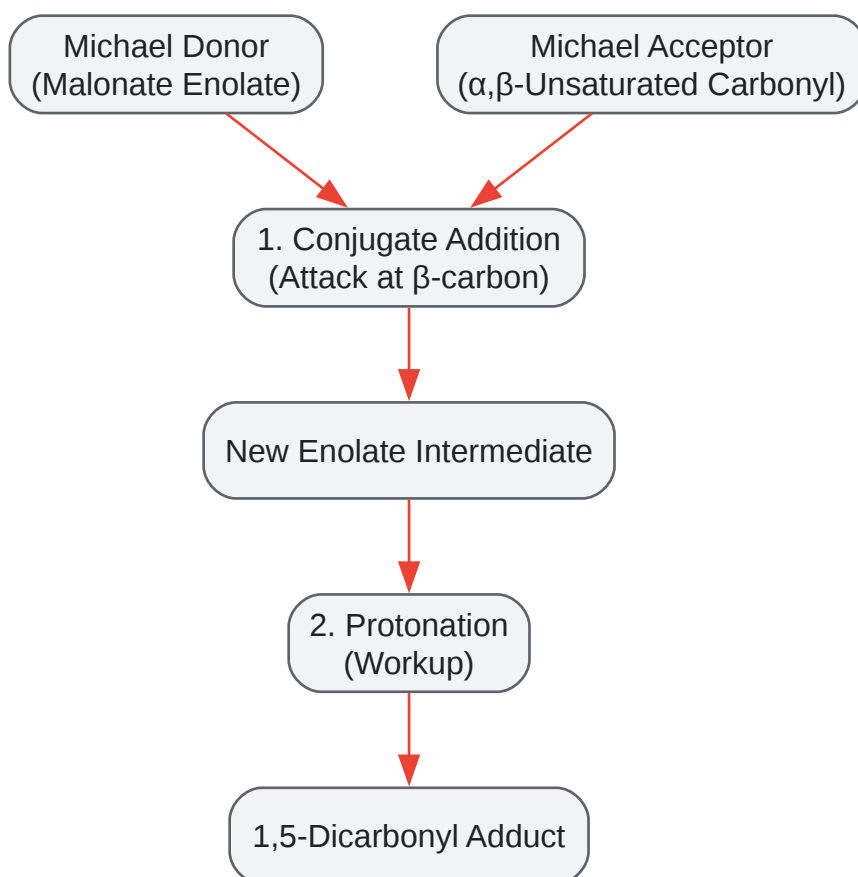 Michael Donor
(Malonate Enolate)
Michael Acceptor
(α,β-Unsaturated Carbonyl)
1. Conjugate Addition
(Attack at β-carbon)
New Enolate Intermediate
2. Protonation
(Workup)
1,5-Dicarbonyl Adduct